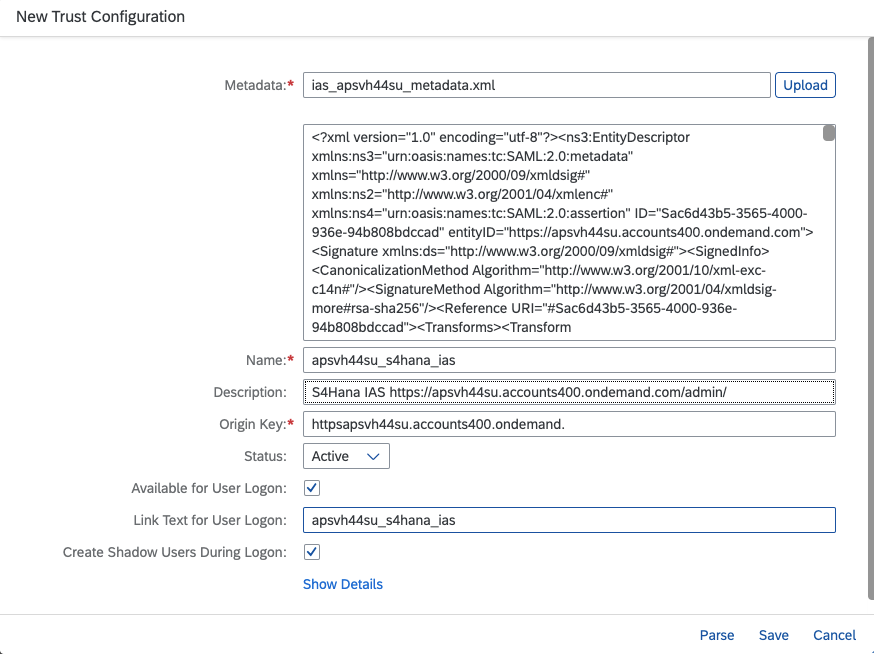 New Trust Configuration
Metadata:* ias_apsvh44su_metadata.xml Upload
<?xml version="1.0" encoding="utf-8"?><ns3:EntityDescriptor
xmlns:ns3="urn:oasis:names:tc:SAML:2.0:metadata"
xmlns="http://www.w3.org/2000/09/xmldsig#"
xmlns:ns2="http://www.w3.org/2001/04/xmlenc#"
xmlns:ns4="urn:oasis:names:tc:SAML:2.0:assertion" ID="Sac6d43b5-3565-4000-
936e-94b808bdccad" entityID="https://apsvh44su.accounts400.ondemand.com">
<Signature xmlns:ds="http://www.w3.org/2000/09/xmldsig#"><SignedInfo>
<CanonicalizationMethod Algorithm="http://www.w3.org/2001/10/xml-exc-
c14n#"/><SignatureMethod Algorithm="http://www.w3.org/2001/04/xmldsig-
more#rsa-sha256"/><Reference URI="#Sac6d43b5-3565-4000-936e-
94b808bdccad"><Transforms><Transform
Name:* apsvh44su_s4hana_ias
Description: S4Hana IAS https://apsvh44su.accounts400.ondemand.com/admin/
Origin Key:* httpsapsvh44su.accounts400.ondemand.
Status: Active
Available for User Logon:
Link Text for User Logon: apsvh44su_s4hana_ias
Create Shadow Users During Logon:
Show Details
Parse Save Cancel